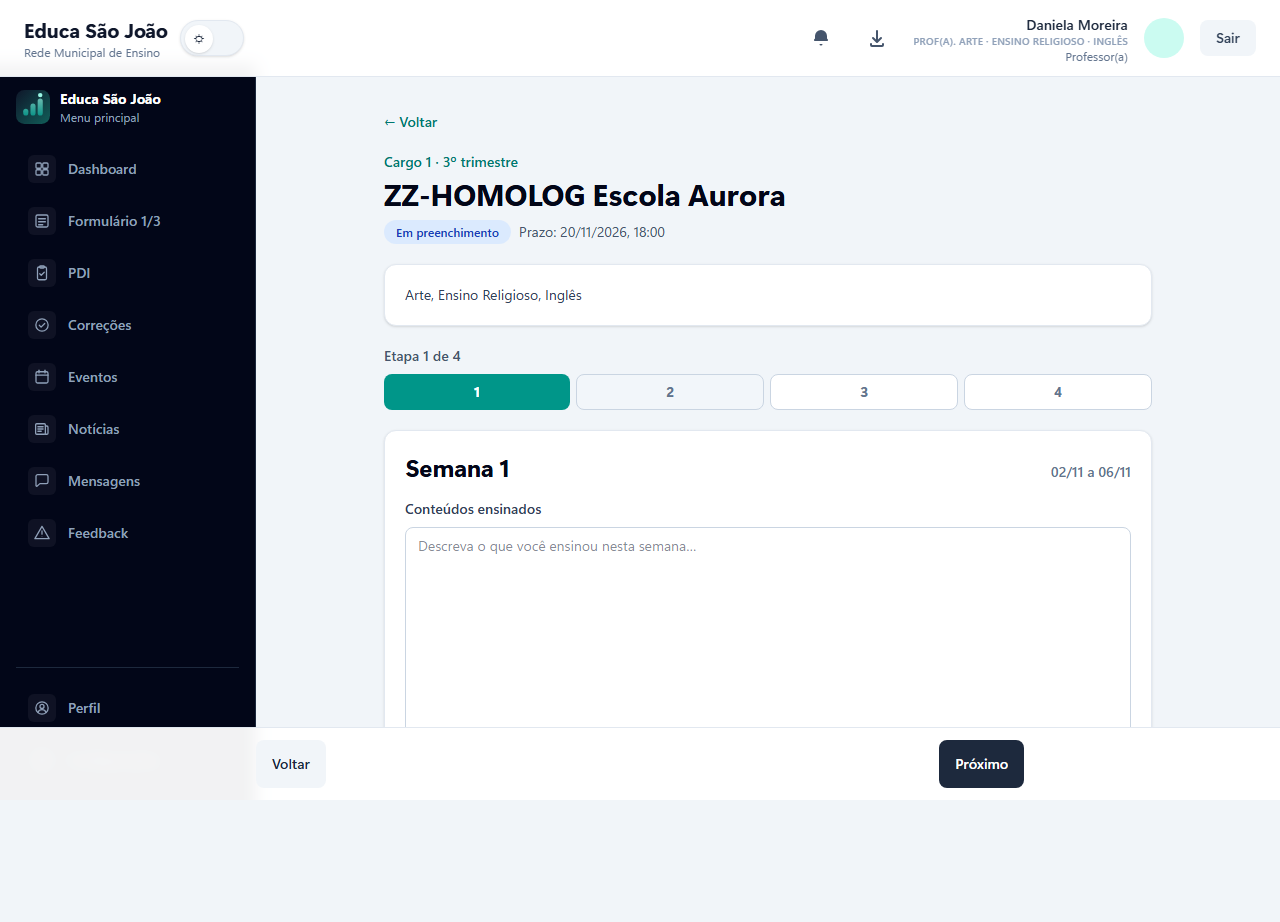 Educa São João
Rede Municipal de Ensino
Daniela Moreira
PROF(A). ARTE · ENSINO RELIGIOSO · INGLÊS
Professor(a)
Sair
Educa São João
Menu principal
Dashboard
Formulário 1/3
PDI
Correções
Eventos
Notícias
Mensagens
Feedback
Perfil
← Voltar
Cargo 1 · 3º trimestre
ZZ-HOMOLOG Escola Aurora
Em preenchimento
Prazo: 20/11/2026, 18:00
Arte, Ensino Religioso, Inglês
Etapa 1 de 4
1
2
3
4
Semana 1
02/11 a 06/11
Conteúdos ensinados
Descreva o que você ensinou nesta semana...
Voltar
Próximo